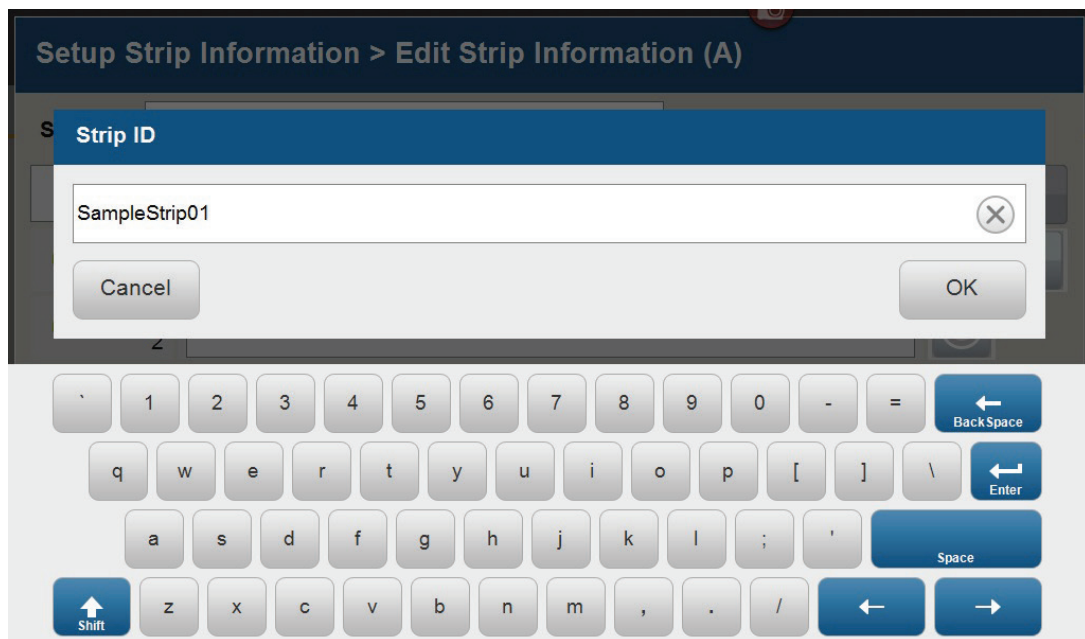 Setup Strip Information > Edit Strip Information (A)
S
Strip ID
SampleStrip01
Cancel OK
2
` 1 2 3 4 5 6 7 8 9 0 - = BackSpace
q w e r t y u i o p [ ] \ Enter
a s d f g h j k l ; ' Space
Shift z x c v b n m , . /